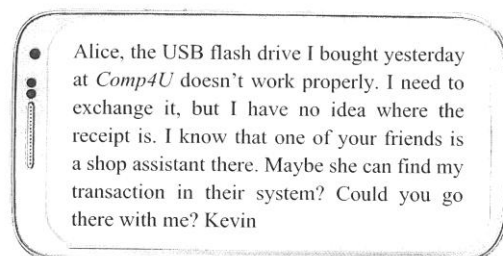 Alice, the USB flash drive I bought yesterday
at Comp4U doesn't work properly. I need to
exchange it, but I have no idea where the
receipt is. I know that one of your friends is
a shop assistant there. Maybe she can find my
transaction in their system? Could you go
there with me? Kevin